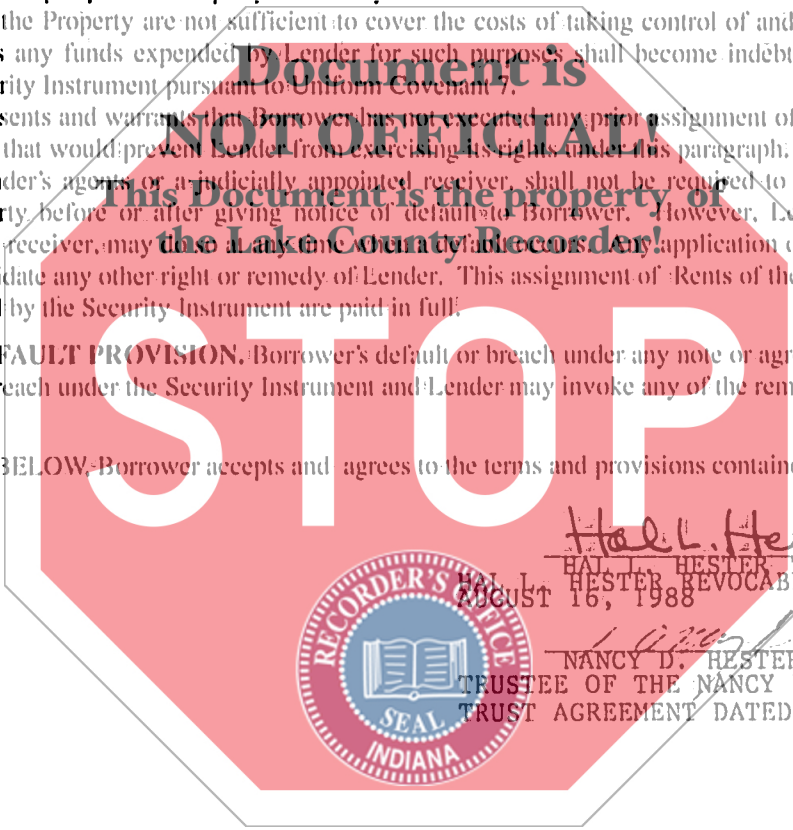 the Property are not sufficient to cover the costs of taking control of and
any funds expended by Lender for such purposes shall become indebt
rity Instrument pursuant to Uniform Covenant 7.
sents and warrants that Borrower has not executed any prior assignment of
that would prevent Lender from exercising its rights under this paragraph.
der's agents or a judicially appointed receiver, shall not be required to
rty before or after giving notice of default to Borrower. However, Le
receiver, may do so at any time when a default occurs. Any application o
idate any other right or remedy of Lender. This assignment of Rents of the
by the Security Instrument are paid in full.
FAULT PROVISION. Borrower's default or breach under any note or agr
each under the Security Instrument and Lender may invoke any of the rem
BELOW, Borrower accepts and agrees to the terms and provisions containe
Document is
NOT OFFICIAL!
This Document is the property of
the Lake County Recorder!
STOP
Hal L. He
HAL L. HESTER
HAL L. HESTER REVOCAB
AUGUST 16, 1988
NANCY D. HESTER
TRUSTEE OF THE NANCY
TRUST AGREEMENT DATED
RECORDER'S OFFICE
SEAL
INDIANA